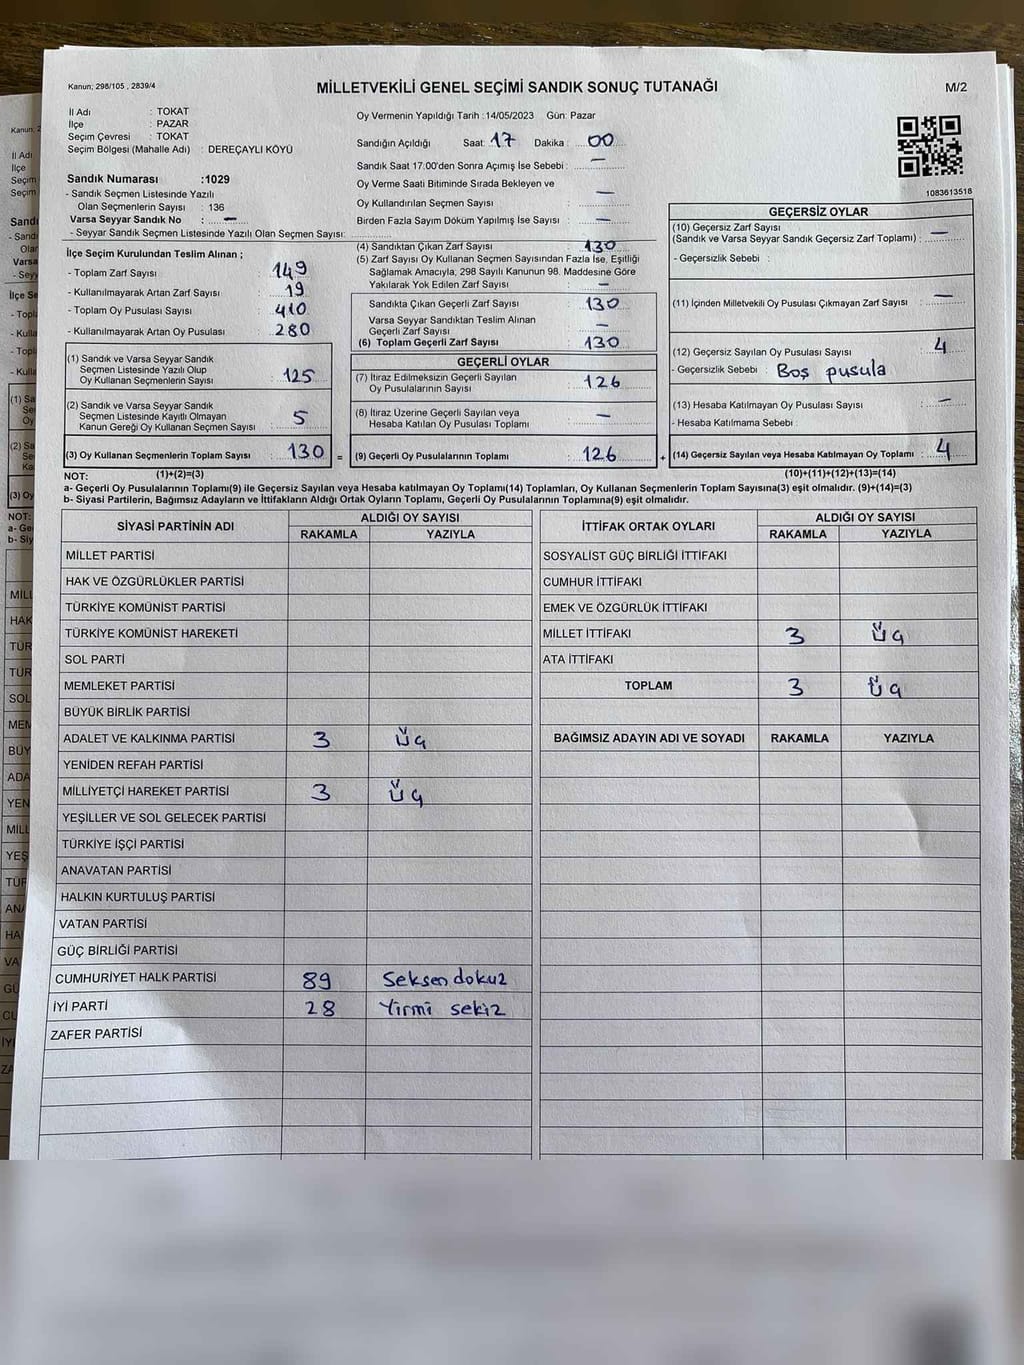 Kanun; 298/105 , 2839/4
MİLLETVEKİLİ GENEL SEÇİMİ SANDIK SONUÇ TUTANAĞI
M/2
İl Adı : TOKAT
İlçe : PAZAR
Seçim Çevresi : TOKAT
Seçim Bölgesi (Mahalle Adı) : DEREÇAYLI KÖYÜ
Sandık Numarası :1029
- Sandık Seçmen Listesinde Yazılı
Olan Seçmenlerin Sayısı : 136
Varsa Seyyar Sandık No : —
- Seyyar Sandık Seçmen Listesinde Yazılı Olan Seçmen Sayısı:
Oy Vermenin Yapıldığı Tarih :14/05/2023 Gün: Pazar
Sandığın Açıldığı Saat: 17 Dakika : 00
Sandık Saat 17:00'den Sonra Açımış İse Sebebi : —
Oy Verme Saati Bitiminde Sırada Bekleyen ve
Oy Kullandırılan Seçmen Sayısı : —
Birden Fazla Sayım Döküm Yapılmış İse Sayısı : —
1083613518
İlçe Seçim Kurulundan Teslim Alınan ;
- Toplam Zarf Sayısı : 149
- Kullanılmayarak Artan Zarf Sayısı : 19
- Toplam Oy Pusulası Sayısı : 410
- Kullanılmayarak Artan Oy Pusulası : 280
(1) Sandık ve Varsa Seyyar Sandık
Seçmen Listesinde Yazılı Olup
Oy Kullanan Seçmenlerin Sayısı : 125
(2) Sandık ve Varsa Seyyar Sandık
Seçmen Listesinde Kayıtlı Olmayan
Kanun Gereği Oy Kullanan Seçmen Sayısı : 5
(3) Oy Kullanan Seçmenlerin Toplam Sayısı : 130 =
(4) Sandıktan Çıkan Zarf Sayısı : 130
(5) Zarf Sayısı Oy Kullanan Seçmen Sayısından Fazla İse, Eşitliği
Sağlamak Amacıyla, 298 Sayılı Kanunun 98. Maddesine Göre
Yakılarak Yok Edilen Zarf Sayısı : —
Sandıkta Çıkan Geçerli Zarf Sayısı : 130
Varsa Seyyar Sandıktan Teslim Alınan
Geçerli Zarf Sayısı : —
(6) Toplam Geçerli Zarf Sayısı : 130
GEÇERLİ OYLAR
(7) İtiraz Edilmeksizin Geçerli Sayılan
Oy Pusulalarının Sayısı : 126
(8) İtiraz Üzerine Geçerli Sayılan veya
Hesaba Katılan Oy Pusulası Toplamı : —
(9) Geçerli Oy Pusulalarının Toplamı : 126 +
GEÇERSİZ OYLAR
(10) Geçersiz Zarf Sayısı
(Sandık ve Varsa Seyyar Sandık Geçersiz Zarf Toplamı) : —
- Geçersizlik Sebebi :
(11) İçinden Milletvekili Oy Pusulası Çıkmayan Zarf Sayısı : —
(12) Geçersiz Sayılan Oy Pusulası Sayısı : 4
- Geçersizlik Sebebi : Boş pusula
(13) Hesaba Katılmayan Oy Pusulası Sayısı : —
- Hesaba Katılmama Sebebi :
(14) Geçersiz Sayılan veya Hesaba Katılmayan Oy Toplamı : 4
NOT: (1)+(2)=(3) (10)+(11)+(12)+(13)=(14)
a- Geçerli Oy Pusulalarının Toplamı(9) ile Geçersiz Sayılan veya Hesaba katılmayan Oy Toplamı(14) Toplamları, Oy Kullanan Seçmenlerin Toplam Sayısına(3) eşit olmalıdır. (9)+(14)=(3)
b- Siyasi Partilerin, Bağımsız Adayların ve İttifakların Aldığı Ortak Oyların Toplamı, Geçerli Oy Pusulalarının Toplamına(9) eşit olmalıdır.
SİYASİ PARTİNİN ADI ALDIĞI OY SAYISI
RAKAMLA YAZIYLA
MİLLET PARTİSİ
HAK VE ÖZGÜRLÜKLER PARTİSİ
TÜRKİYE KOMÜNİST PARTİSİ
TÜRKİYE KOMÜNİST HAREKETİ
SOL PARTİ
MEMLEKET PARTİSİ
BÜYÜK BİRLİK PARTİSİ
ADALET VE KALKINMA PARTİSİ 3 Üç
YENİDEN REFAH PARTİSİ
MİLLİYETÇİ HAREKET PARTİSİ 3 Üç
YEŞİLLER VE SOL GELECEK PARTİSİ
TÜRKİYE İŞÇİ PARTİSİ
ANAVATAN PARTİSİ
HALKIN KURTULUŞ PARTİSİ
VATAN PARTİSİ
GÜÇ BİRLİĞİ PARTİSİ
CUMHURİYET HALK PARTİSİ 89 Seksen dokuz
İYİ PARTİ 28 Yirmi sekiz
ZAFER PARTİSİ
İTTİFAK ORTAK OYLARI ALDIĞI OY SAYISI
RAKAMLA YAZIYLA
SOSYALİST GÜÇ BİRLİĞİ İTTİFAKI
CUMHUR İTTİFAKI
EMEK VE ÖZGÜRLÜK İTTİFAKI
MİLLET İTTİFAKI 3 Üç
ATA İTTİFAKI
TOPLAM 3 Üç
BAĞIMSIZ ADAYIN ADI VE SOYADI RAKAMLA YAZIYLA